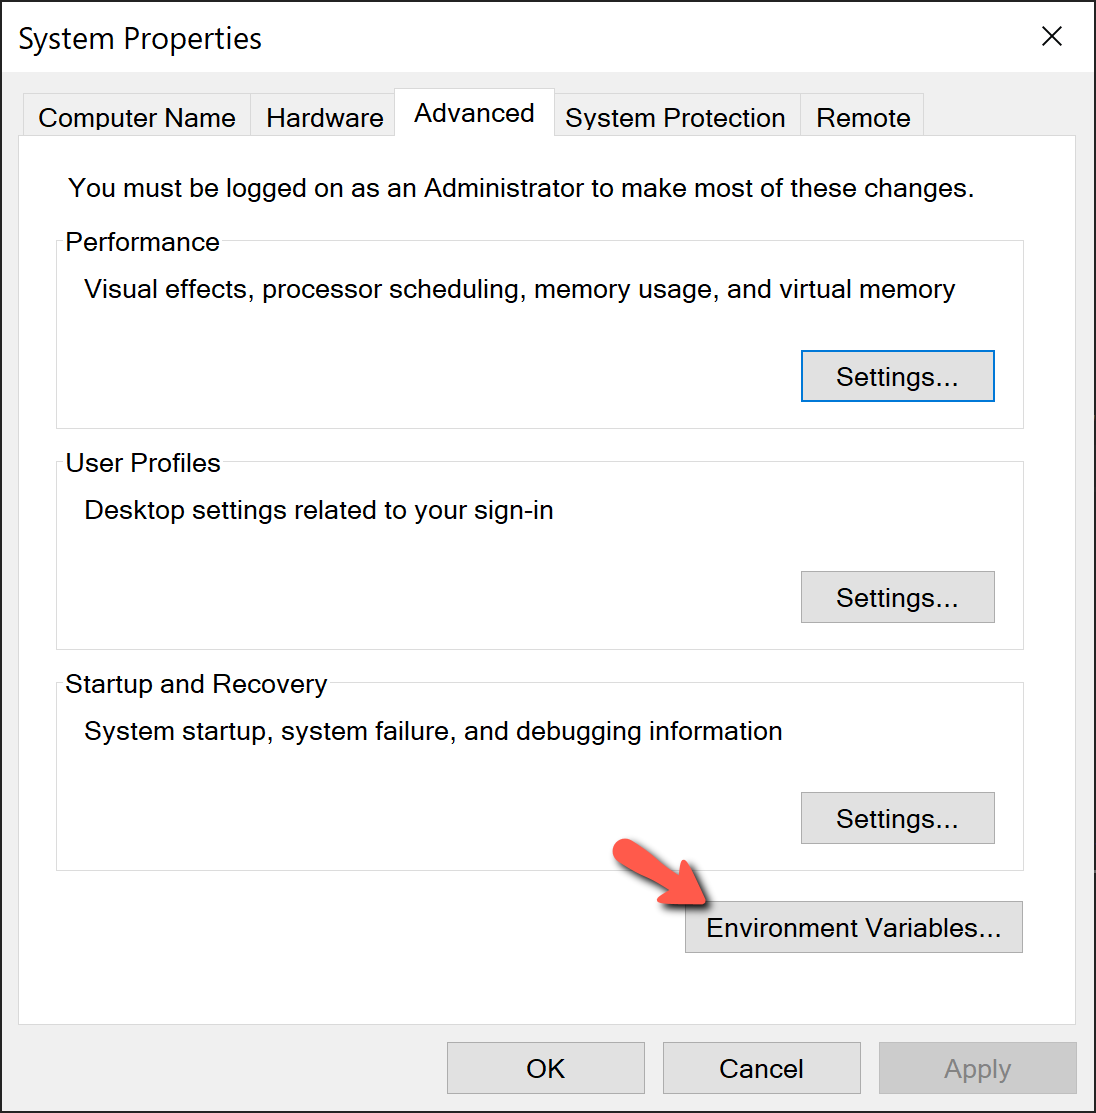 System Properties
Computer Name Hardware Advanced System Protection Remote
You must be logged on as an Administrator to make most of these changes.
Performance
Visual effects, processor scheduling, memory usage, and virtual memory
Settings...
User Profiles
Desktop settings related to your sign-in
Settings...
Startup and Recovery
System startup, system failure, and debugging information
Settings...
Environment Variables...
OK Cancel Apply